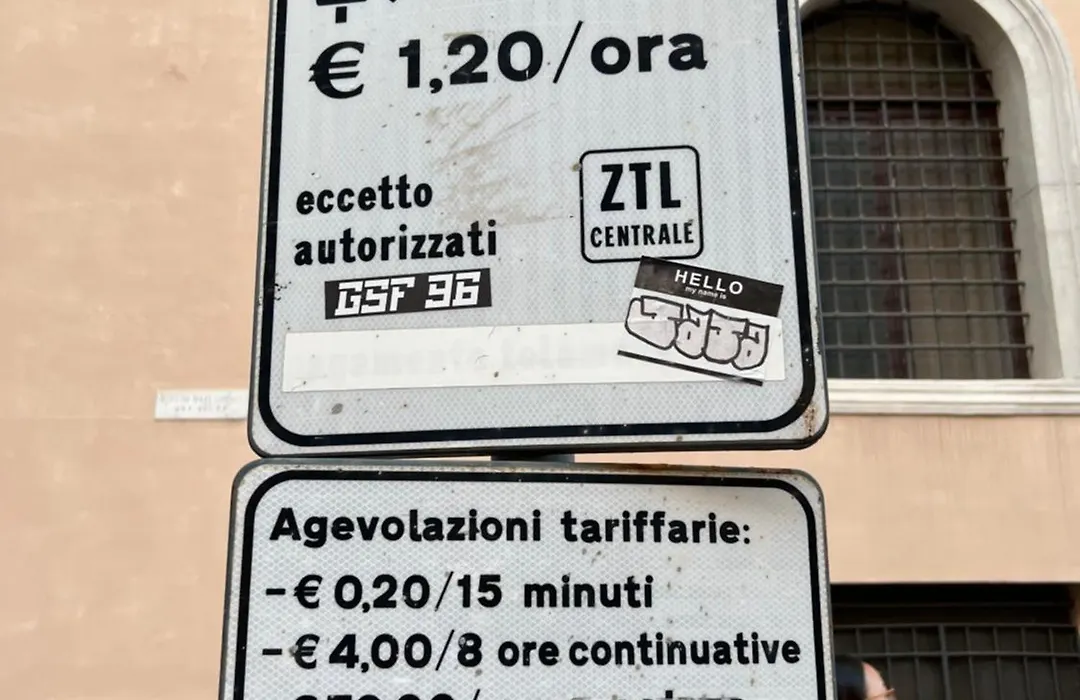 € 1,20/ora
eccetto
autorizzati
ZTL
CENTRALE
GSF 96
HELLO
my name is
Agevolazioni tariffarie:
-€ 0,20/15 minuti
-€ 4,00/8 ore continuative